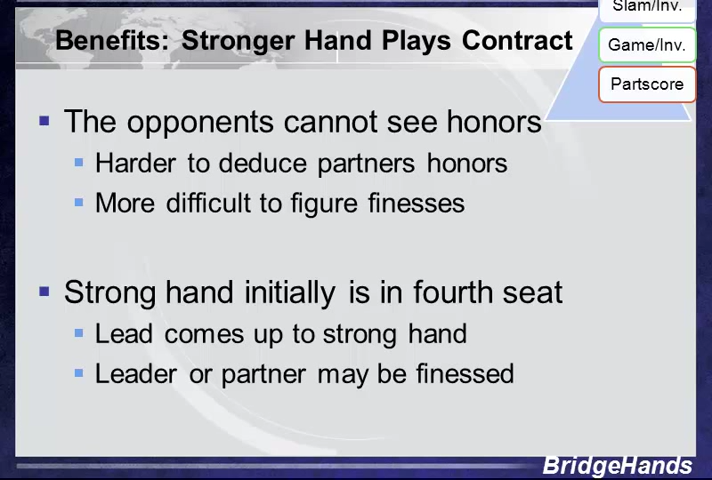 Slam/Inv.
Benefits: Stronger Hand Plays Contract
Game/Inv.
Partscore
The opponents cannot see honors
Harder to deduce partners honors
More difficult to figure finesses
Strong hand initially is in fourth seat
Lead comes up to strong hand
Leader or partner may be finessed
BridgeHands